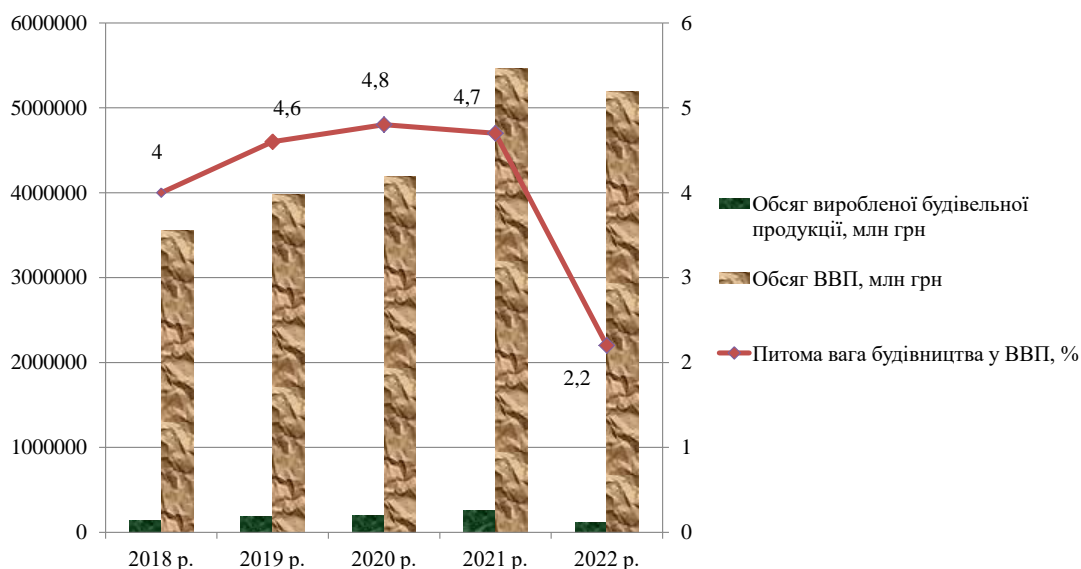 6000000
5000000
4000000
3000000
2000000
1000000
0
6
5
4
3
2
1
0
4
4,6
4,8
4,7
2,2
2018 р.
2019 р.
2020 р.
2021 р.
2022 р.
Обсяг виробленої будівельної
продукції, млн грн
Обсяг ВВП, млн грн
Питома вага будівництва у ВВП, %